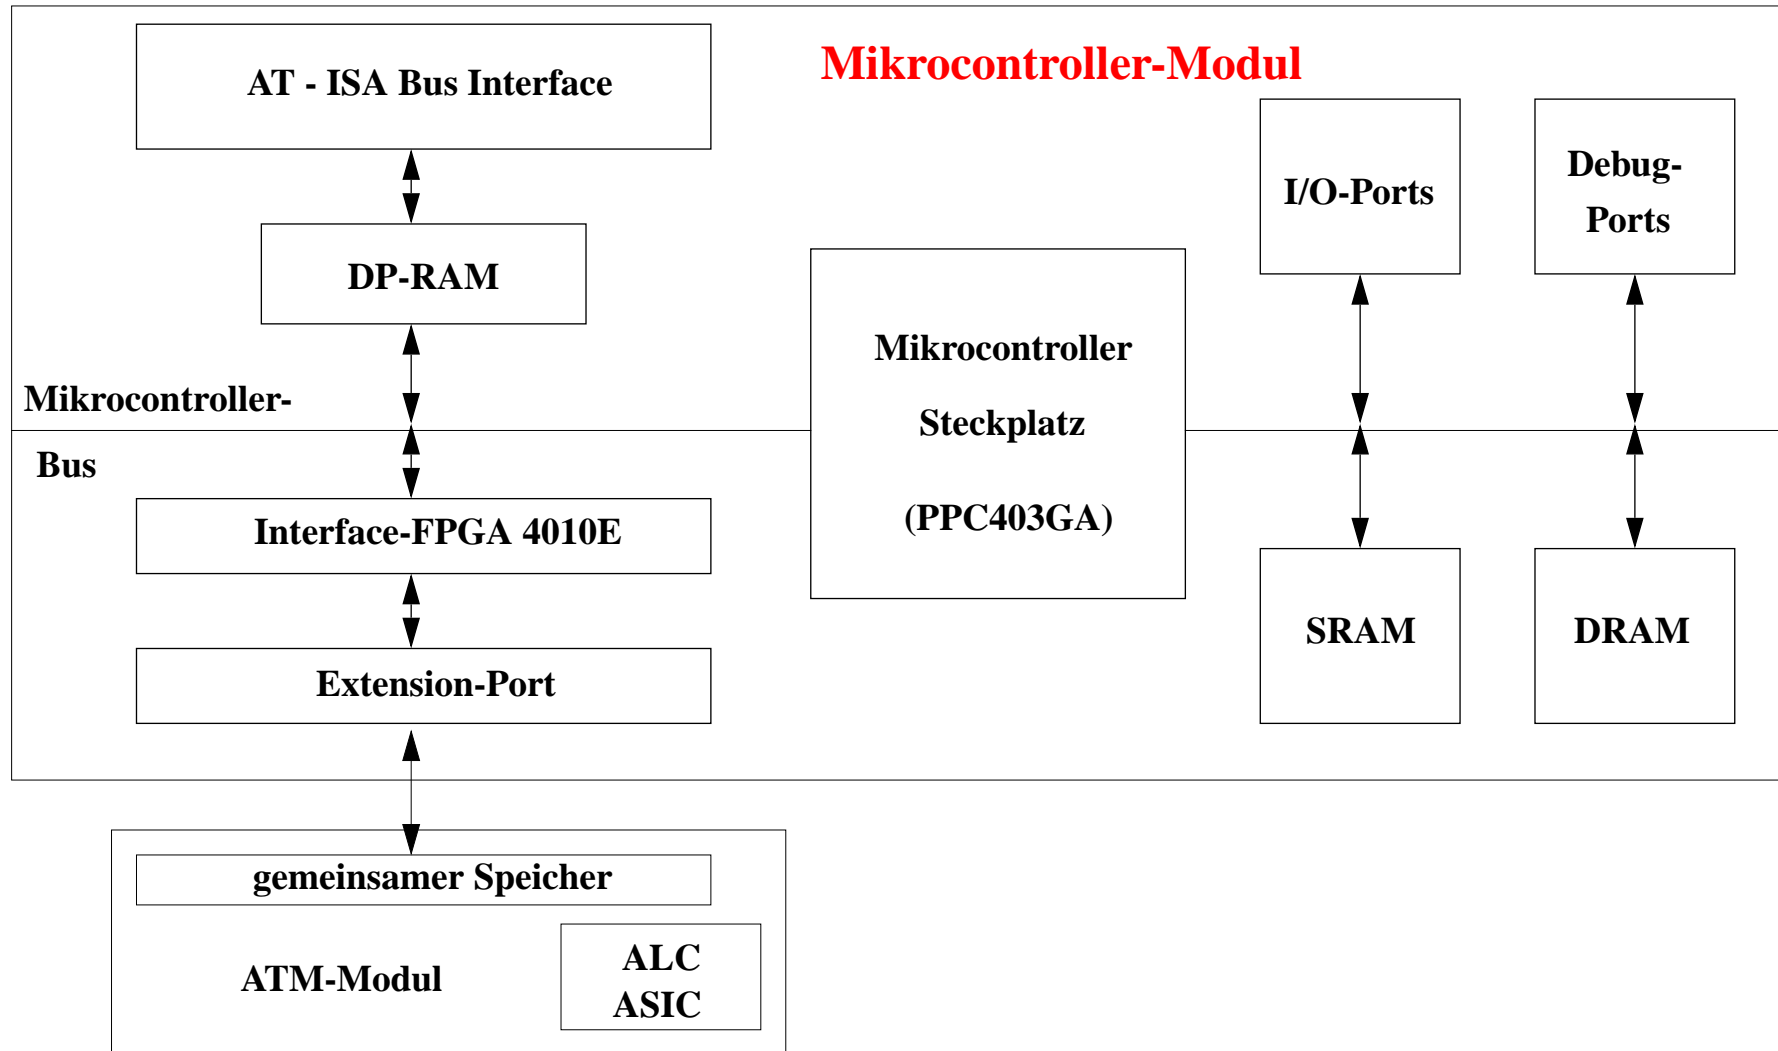 Mikrocontroller-Modul
AT - ISA Bus Interface
DP-RAM
I/O-Ports
Debug-
Ports
Mikrocontroller
Steckplatz
(PPC403GA)
Mikrocontroller-
Bus
Interface-FPGA 4010E
Extension-Port
SRAM
DRAM
gemeinsamer Speicher
ATM-Modul
ALC
ASIC